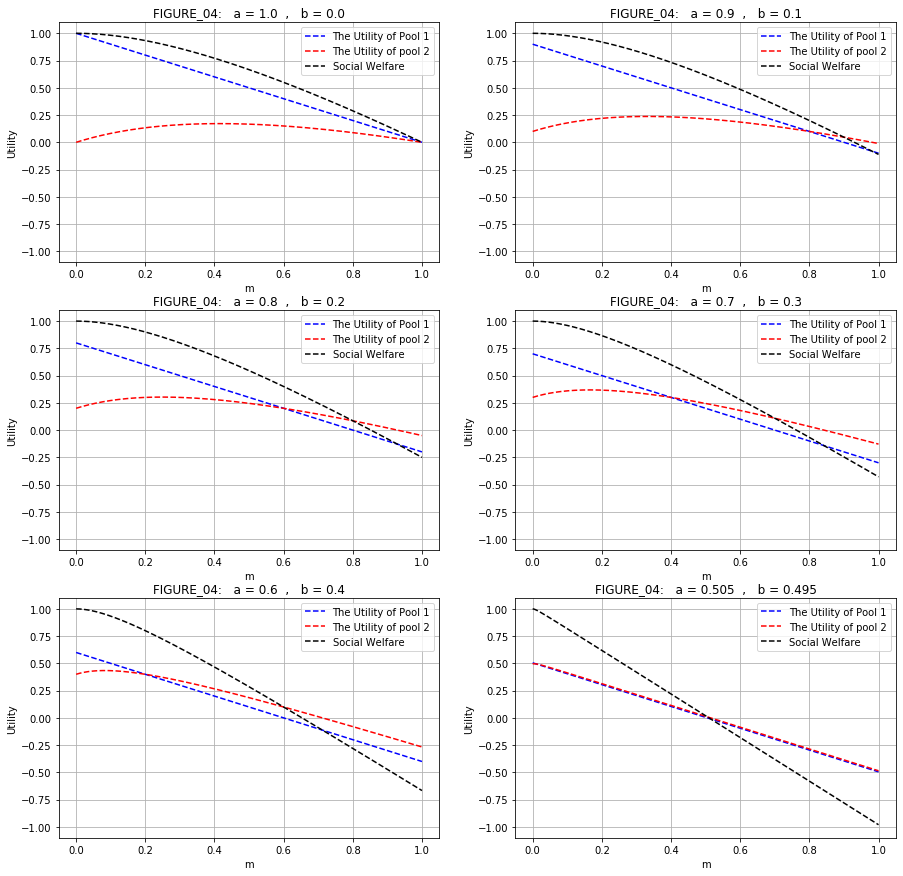 FIGURE_04:   a = 1.0  ,   b = 0.0
1.00
0.75
0.50
0.25
0.00
−0.25
−0.50
−0.75
−1.00
Utility
0.0 0.2 0.4 0.6 0.8 1.0
m
The Utility of Pool 1
The Utility of pool 2
Social Welfare
FIGURE_04:   a = 0.9  ,   b = 0.1
1.00
0.75
0.50
0.25
0.00
−0.25
−0.50
−0.75
−1.00
Utility
0.0 0.2 0.4 0.6 0.8 1.0
m
The Utility of Pool 1
The Utility of pool 2
Social Welfare
FIGURE_04:   a = 0.8  ,   b = 0.2
1.00
0.75
0.50
0.25
0.00
−0.25
−0.50
−0.75
−1.00
Utility
0.0 0.2 0.4 0.6 0.8 1.0
m
The Utility of Pool 1
The Utility of pool 2
Social Welfare
FIGURE_04:   a = 0.7  ,   b = 0.3
1.00
0.75
0.50
0.25
0.00
−0.25
−0.50
−0.75
−1.00
Utility
0.0 0.2 0.4 0.6 0.8 1.0
m
The Utility of Pool 1
The Utility of pool 2
Social Welfare
FIGURE_04:   a = 0.6  ,   b = 0.4
1.00
0.75
0.50
0.25
0.00
−0.25
−0.50
−0.75
−1.00
Utility
0.0 0.2 0.4 0.6 0.8 1.0
m
The Utility of Pool 1
The Utility of pool 2
Social Welfare
FIGURE_04:   a = 0.505  ,   b = 0.495
1.00
0.75
0.50
0.25
0.00
−0.25
−0.50
−0.75
−1.00
Utility
0.0 0.2 0.4 0.6 0.8 1.0
m
The Utility of Pool 1
The Utility of pool 2
Social Welfare